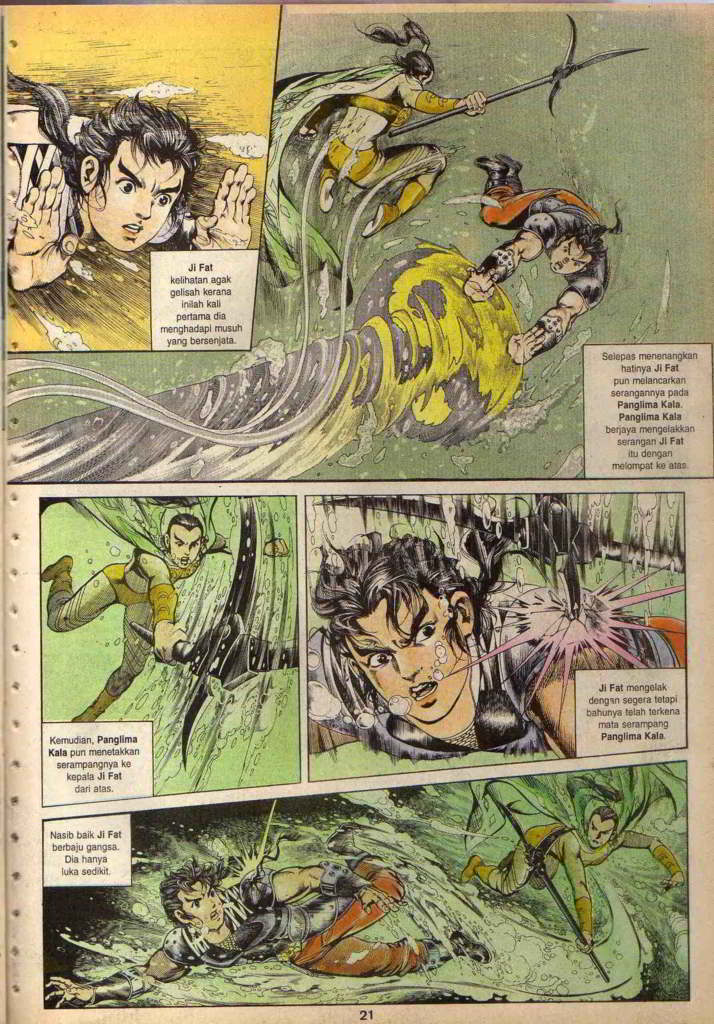 Ji Fat
kelihatan agak
gelisah kerana
inilah kali
pertama dia
menghadapi musuh
yang bersenjata.
Selepas menenangkan
hatinya Ji Fat
pun melancarkan
serangannya pada
Panglima Kala.
Panglima Kala
berjaya mengelakkan
serangan Ji Fat
itu dengan
melompat ke atas.
Kemudian, Panglima
Kala pun menetakkan
serampangnya ke
kepala Ji Fat
dari atas.
Ji Fat mengelak
dengan segera tetapi
bahunya telah terkena
mata serampang
Panglima Kala.
Nasib baik Ji Fat
berbaju gangsa.
Dia hanya
luka sedikit.
21